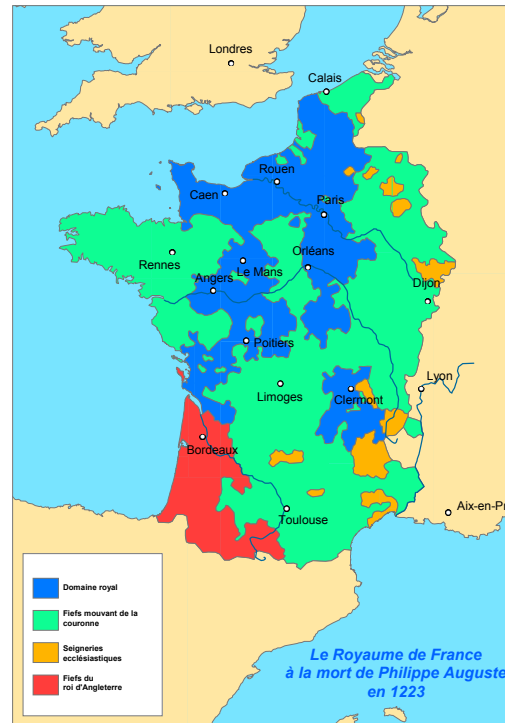 Londres
Calais
Rouen
Caen
Paris
Orléans
Rennes
Le Mans
Angers
Dijon
Poitiers
Lyon
Limoges
Clermont
Bordeaux
Toulouse
Aix-en-Pr
Domaine royal
Fiefs mouvant de la
couronne
Seigneries
ecclésiastiques
Fiefs du
roi d'Angleterre
Le Royaume de France
à la mort de Philippe Auguste
en 1223